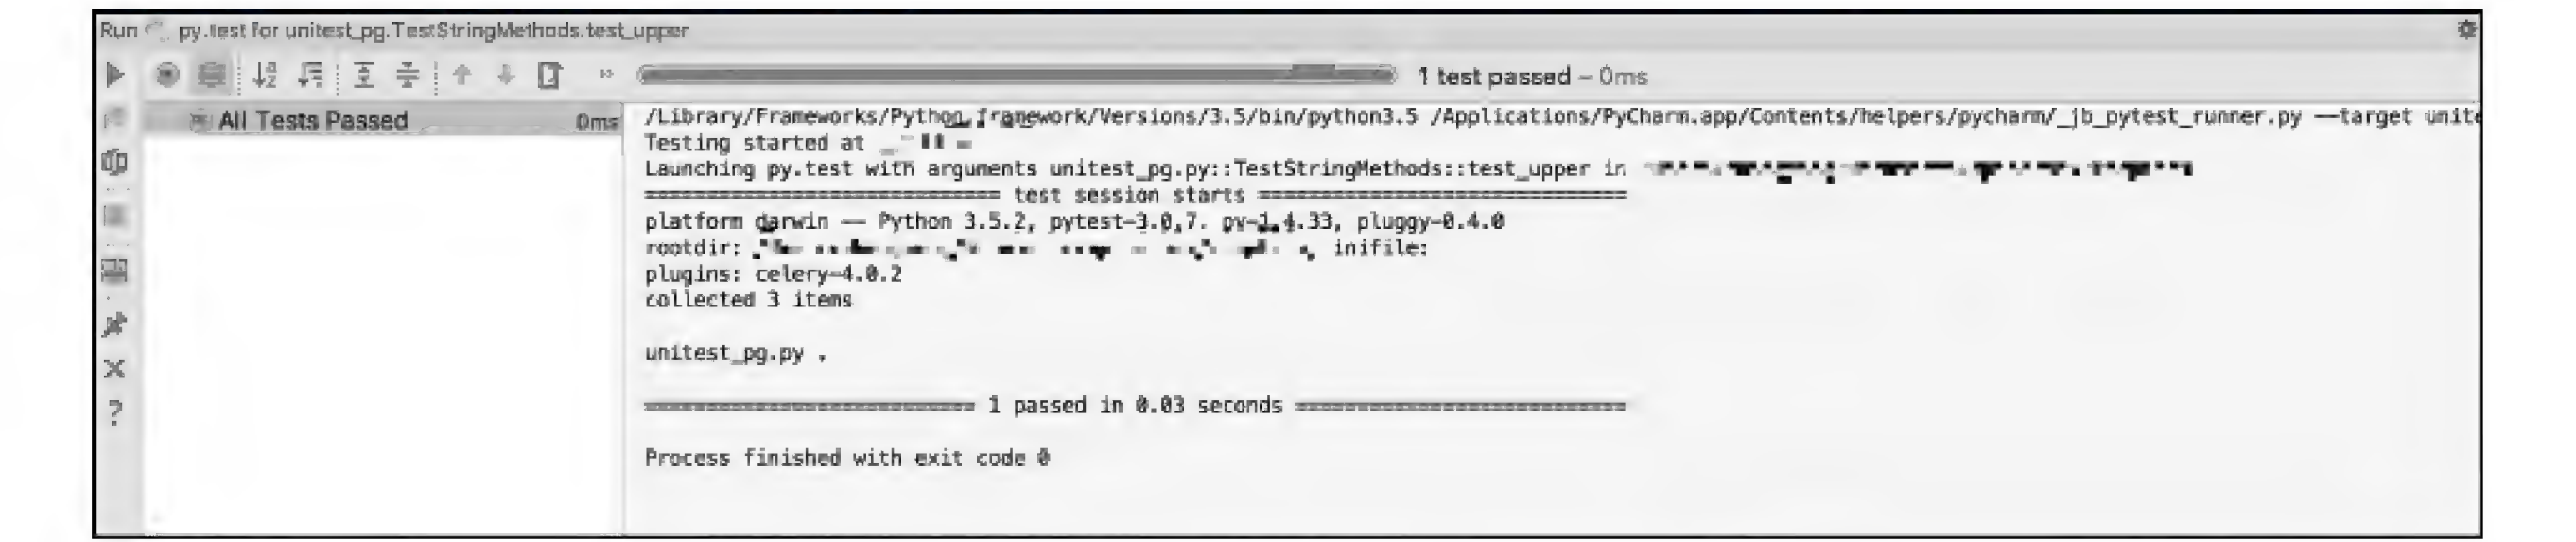 Run py.test for unitest_pg.TestStringMethods.test_upper
1 test passed – 0ms
All Tests Passed 0ms
/Library/Frameworks/Python.framework/Versions/3.5/bin/python3.5 /Applications/PyCharm.app/Contents/helpers/pycharm/_jb_pytest_runner.py --target unite
Testing started at
Launching py.test with arguments unitest_pg.py::TestStringMethods::test_upper in
============================= test session starts =============================
platform darwin -- Python 3.5.2, pytest-3.0.7, py-1.4.33, pluggy-0.4.0
rootdir: , inifile:
plugins: celery-4.0.2
collected 3 items
unitest_pg.py .
=========================== 1 passed in 0.03 seconds ===========================
Process finished with exit code 0